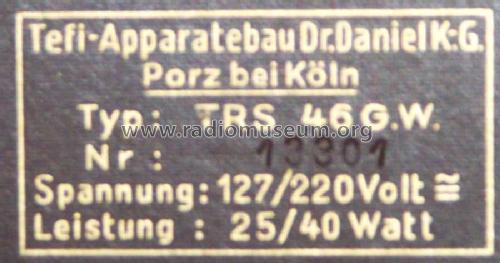 Tefi-Apparatebau Dr. Daniel K.-G.
Porz bei Köln
Typ: TRS 46 G.W.
www.radiomuseum.org
Nr: 13301
Spannung: 127/220 Volt ≅
Leistung: 25/40 Watt